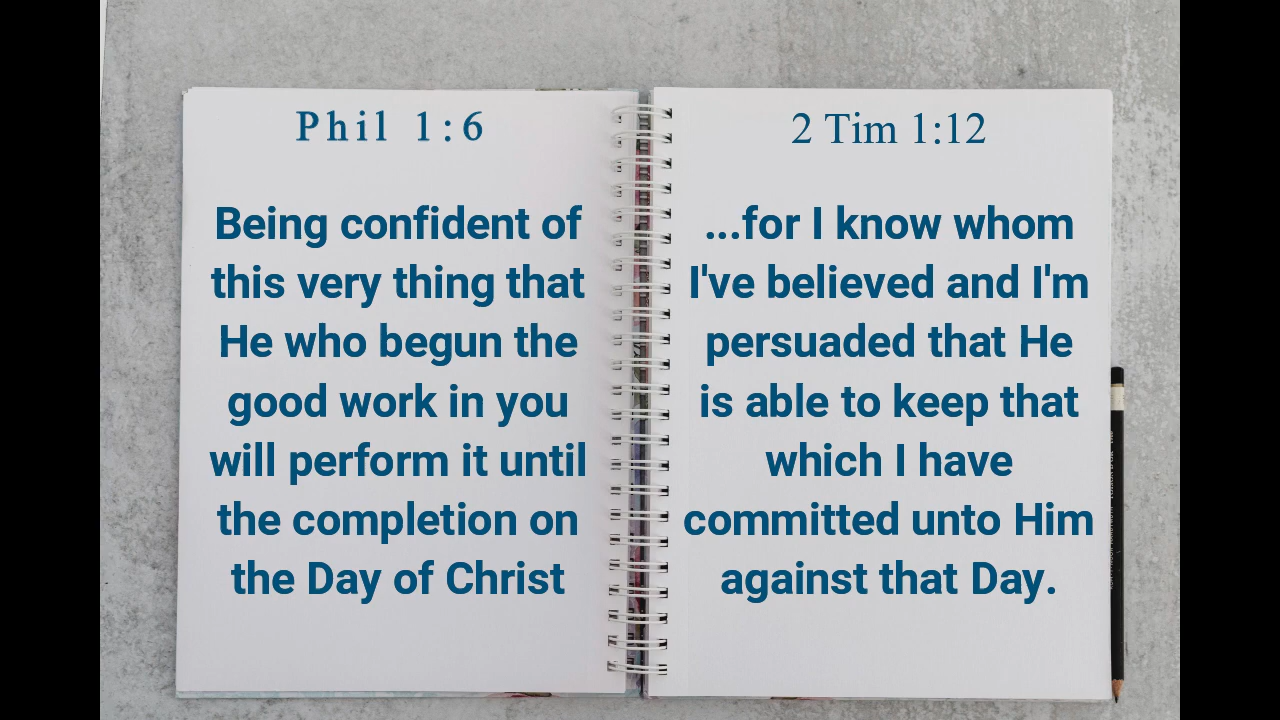 Phil 1:6
Being confident of
this very thing that
He who begun the
good work in you
will perform it until
the completion on
the Day of Christ
2 Tim 1:12
...for I know whom
I've believed and I'm
persuaded that He
is able to keep that
which I have
committed unto Him
against that Day.